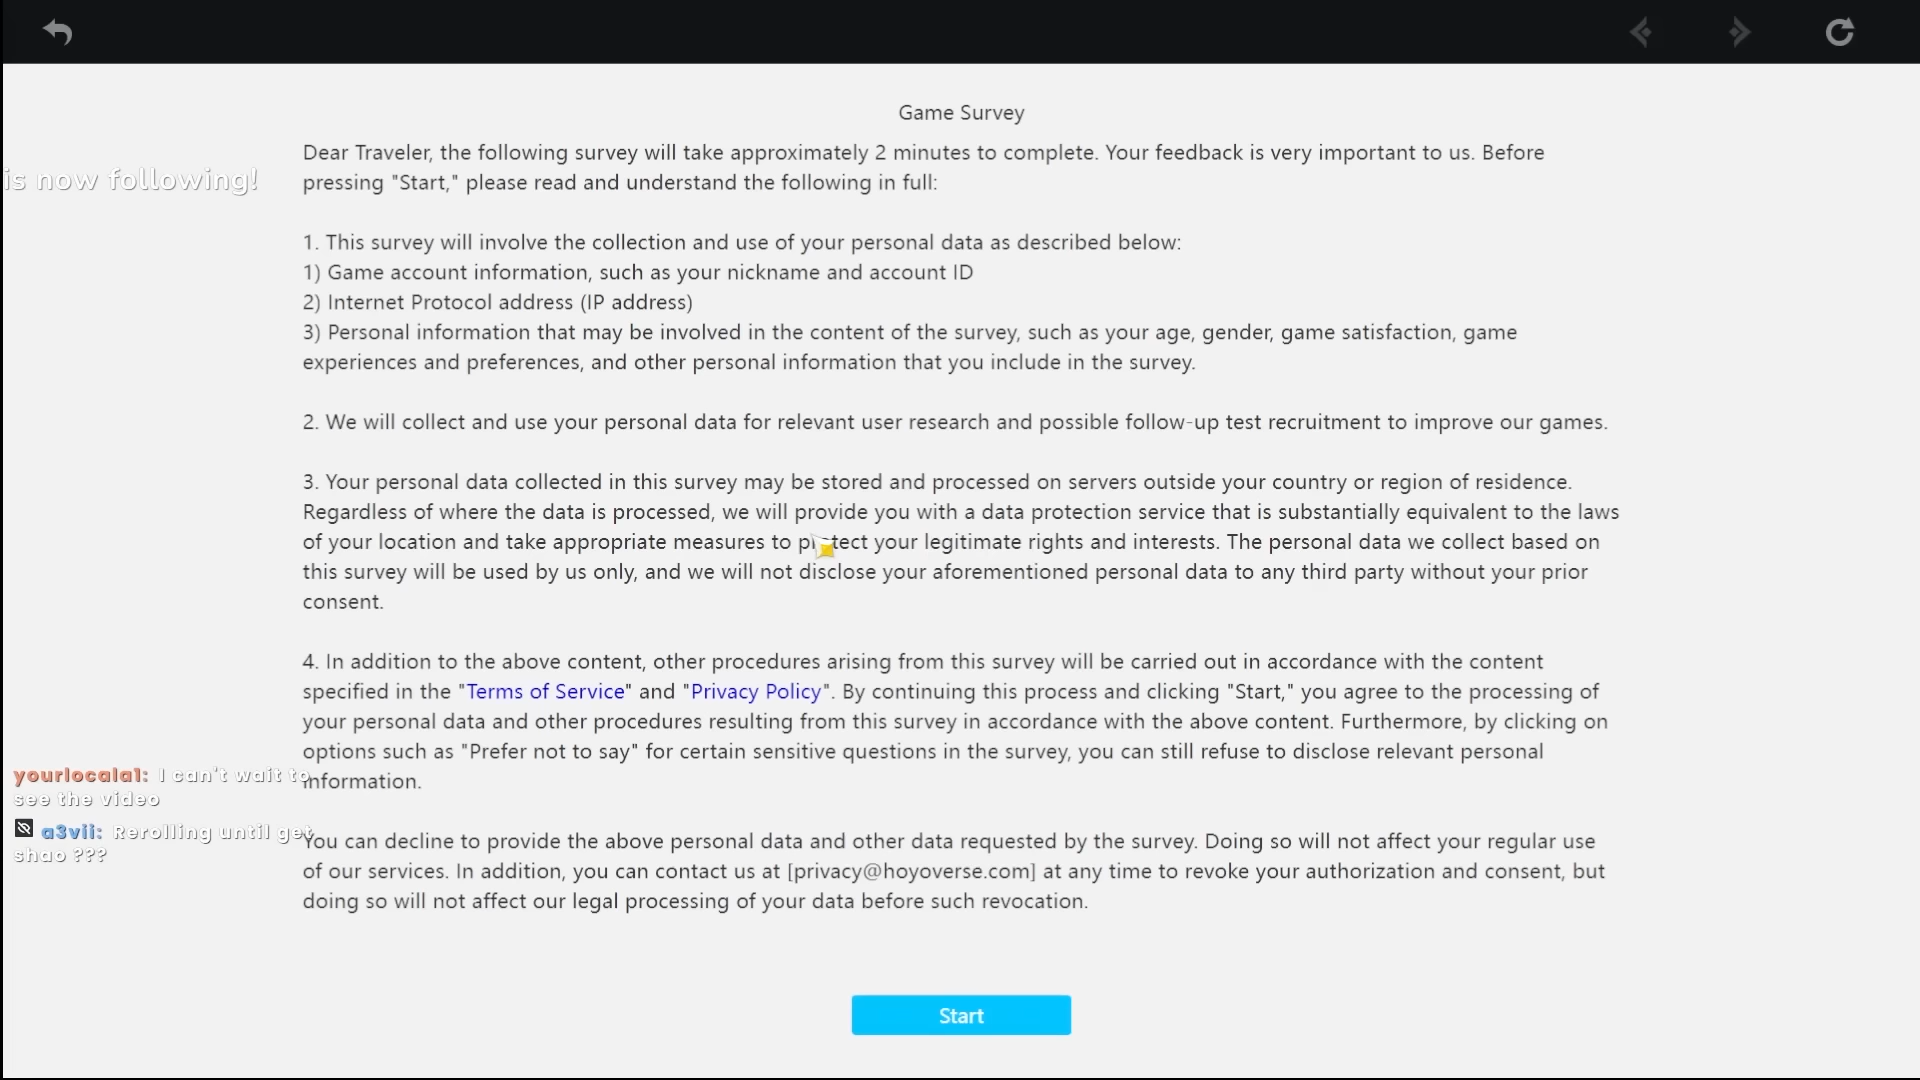 Game Survey
Dear Traveler, the following survey will take approximately 2 minutes to complete. Your feedback is very important to us. Before
pressing "Start," please read and understand the following in full:
is now following!
1. This survey will involve the collection and use of your personal data as described below:
1) Game account information, such as your nickname and account ID
2) Internet Protocol address (IP address)
3) Personal information that may be involved in the content of the survey, such as your age, gender, game satisfaction, game
experiences and preferences, and other personal information that you include in the survey.
2. We will collect and use your personal data for relevant user research and possible follow-up test recruitment to improve our games.
3. Your personal data collected in this survey may be stored and processed on servers outside your country or region of residence.
Regardless of where the data is processed, we will provide you with a data protection service that is substantially equivalent to the laws
of your location and take appropriate measures to protect your legitimate rights and interests. The personal data we collect based on
this survey will be used by us only, and we will not disclose your aforementioned personal data to any third party without your prior
consent.
4. In addition to the above content, other procedures arising from this survey will be carried out in accordance with the content
specified in the "Terms of Service" and "Privacy Policy". By continuing this process and clicking "Start," you agree to the processing of
your personal data and other procedures resulting from this survey in accordance with the above content. Furthermore, by clicking on
options such as "Prefer not to say" for certain sensitive questions in the survey, you can still refuse to disclose relevant personal
information.
yourlocala1: I can't wait to
see the video
a3vii: Rerolling until get
shao ???
You can decline to provide the above personal data and other data requested by the survey. Doing so will not affect your regular use
of our services. In addition, you can contact us at [privacy@hoyoverse.com] at any time to revoke your authorization and consent, but
doing so will not affect our legal processing of your data before such revocation.
Start